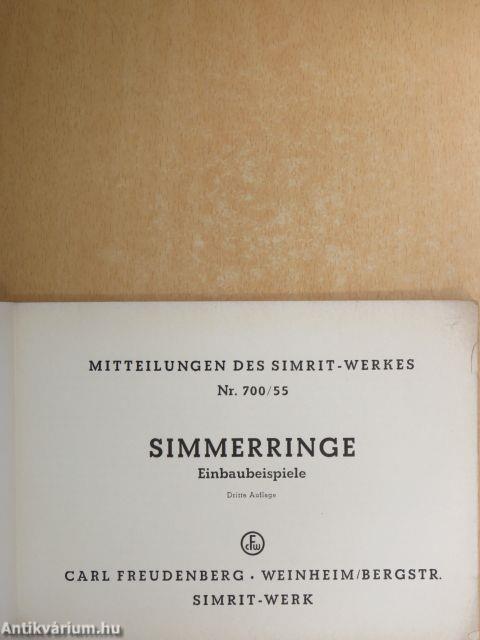 MITTEILUNGEN DES SIMRIT-WERKES
Nr. 700/55
SIMMERRINGE
Einbaubeispiele
Dritte Auflage
CFW
CARL FREUDENBERG · WEINHEIM/BERGSTR.
SIMRIT-WERK
Antikvárium.hu